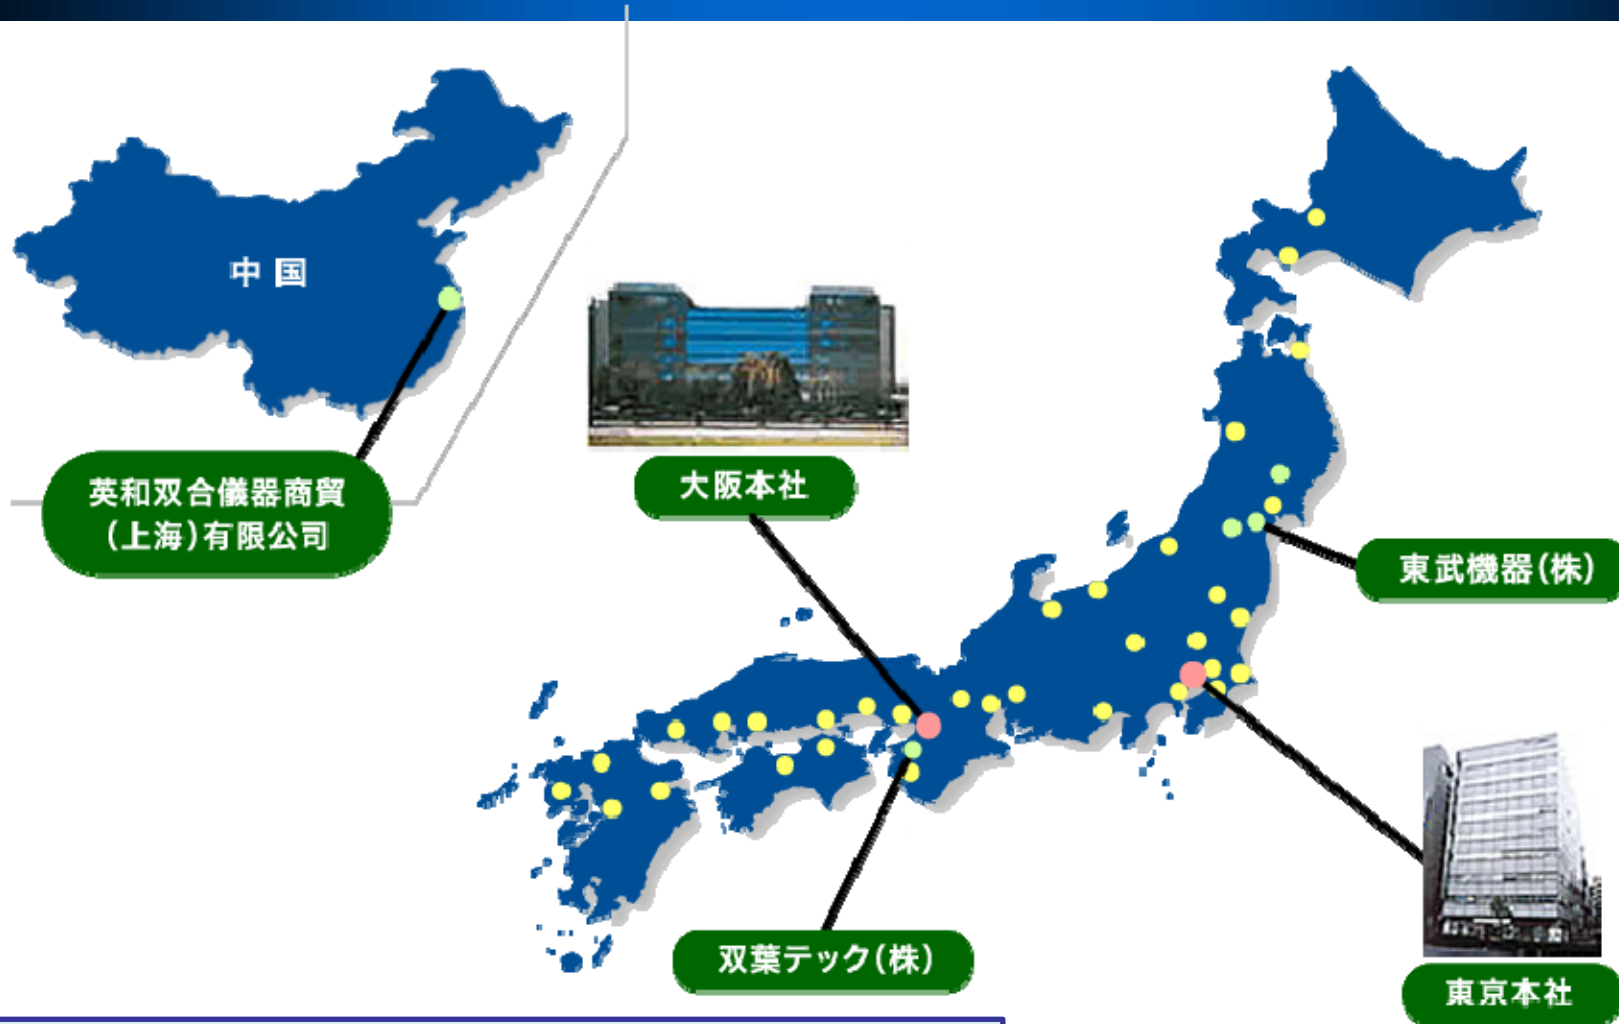 中国
英和双合儀器商貿
（上海）有限公司
大阪本社
東武機器（株）
双葉テック（株）
東京本社